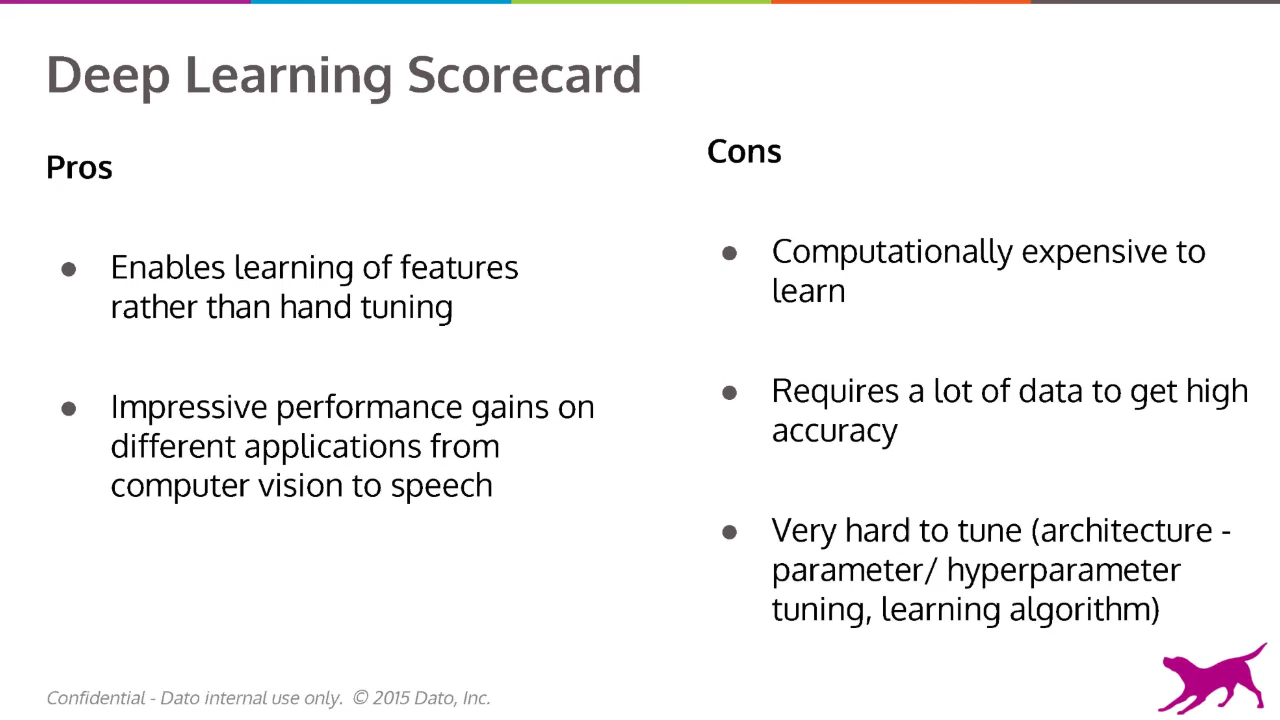 Deep Learning Scorecard
Pros
● Enables learning of features
rather than hand tuning
● Impressive performance gains on
different applications from
computer vision to speech
Cons
● Computationally expensive to
learn
● Requires a lot of data to get high
accuracy
● Very hard to tune (architecture -
parameter/ hyperparameter
tuning, learning algorithm)
Confidential - Dato internal use only. © 2015 Dato, Inc.